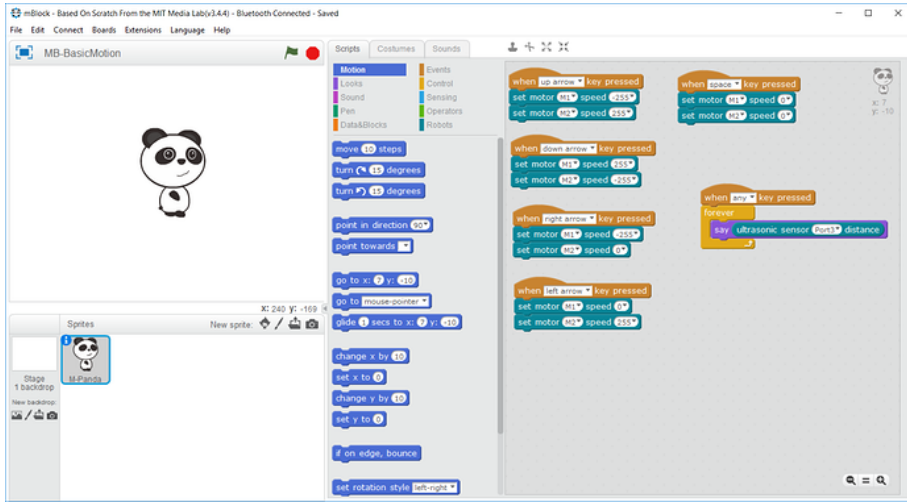 mBlock - Based On Scratch From the MIT Media Lab(v3.4.4) - Bluetooth Connected - Saved
File Edit Connect Boards Extensions Language Help
MB-BasicMotion
x: 240 y: -169
Sprites New sprite:
Stage
1 backdrop
New backdrop:
M-Panda
Scripts Costumes Sounds
Motion Events
Looks Control
Sound Sensing
Pen Operators
Data&Blocks Robots
move 10 steps
turn 15 degrees
turn 15 degrees
point in direction 90
point towards
go to x: 7 y: -10
go to mouse-pointer
glide 1 secs to x: 7 y: -10
change x by 10
set x to 0
change y by 10
set y to 0
if on edge, bounce
set rotation style left-right
when up arrow key pressed
set motor M1 speed -255
set motor M2 speed 255
when down arrow key pressed
set motor M1 speed 255
set motor M2 speed -255
when right arrow key pressed
set motor M1 speed -255
set motor M2 speed 0
when left arrow key pressed
set motor M1 speed 0
set motor M2 speed 255
when space key pressed
set motor M1 speed 0
set motor M2 speed 0
when any key pressed
forever
say ultrasonic sensor Port3 distance
x: 7
y: -10